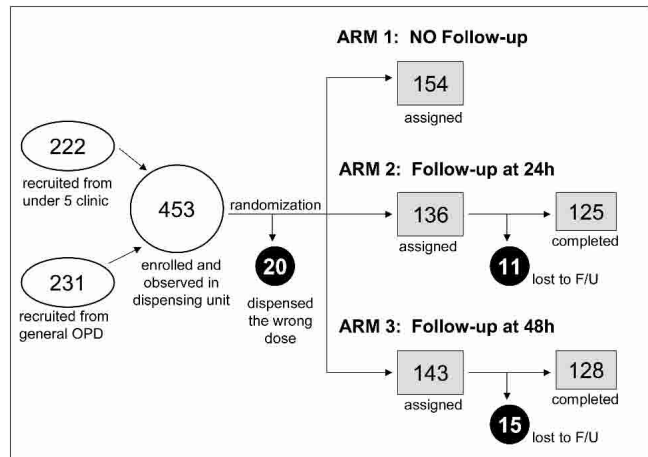 ARM 1: NO Follow-up
154
assigned
222
recruited from
under 5 clinic
453
enrolled and
observed in
dispensing unit
231
recruited from
general OPD
randomization
20
dispensed
the wrong
dose
ARM 2: Follow-up at 24h
136
assigned
11
lost to F/U
125
completed
ARM 3: Follow-up at 48h
143
assigned
15
lost to F/U
128
completed